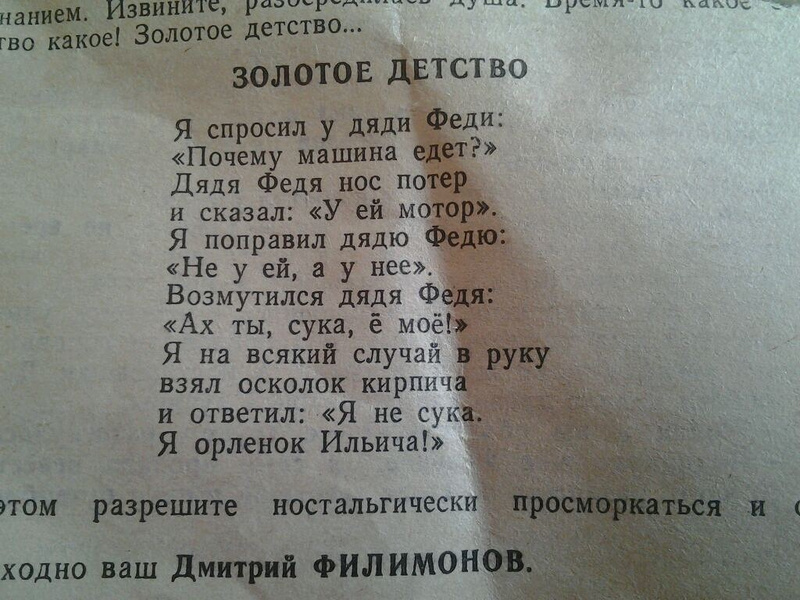 нанием. Извините, разбередилась душа. Время-то какое
тво какое! Золотое детство...
ЗОЛОТОЕ ДЕТСТВО
Я спросил у дяди Феди:
«Почему машина едет?»
Дядя Федя нос потер
и сказал: «У ей мотор».
Я поправил дядю Федю:
«Не у ей, а у нее».
Возмутился дядя Федя:
«Ах ты, сука, ё моё!»
Я на всякий случай в руку
взял осколок кирпича
и ответил: «Я не сука.
Я орленок Ильича!»
этом разрешите ностальгически просморкаться и
ходно ваш Дмитрий ФИЛИМОНОВ.